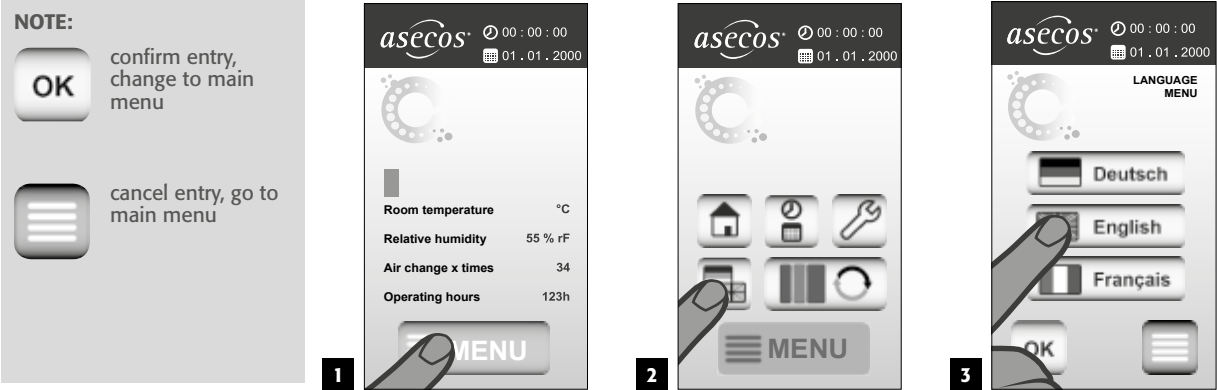 NOTE:
OK
confirm entry,
change to main
menu
cancel entry, go to
main menu
asecos
00 : 00 : 00
01 . 01 . 2000
Room temperature °C
Relative humidity 55 % rF
Air change x times 34
Operating hours 123h
MENU
1
asecos
00 : 00 : 00
01 . 01 . 2000
MENU
2
asecos
00 : 00 : 00
01 . 01 . 2000
LANGUAGE
MENU
Deutsch
English
Français
OK
3